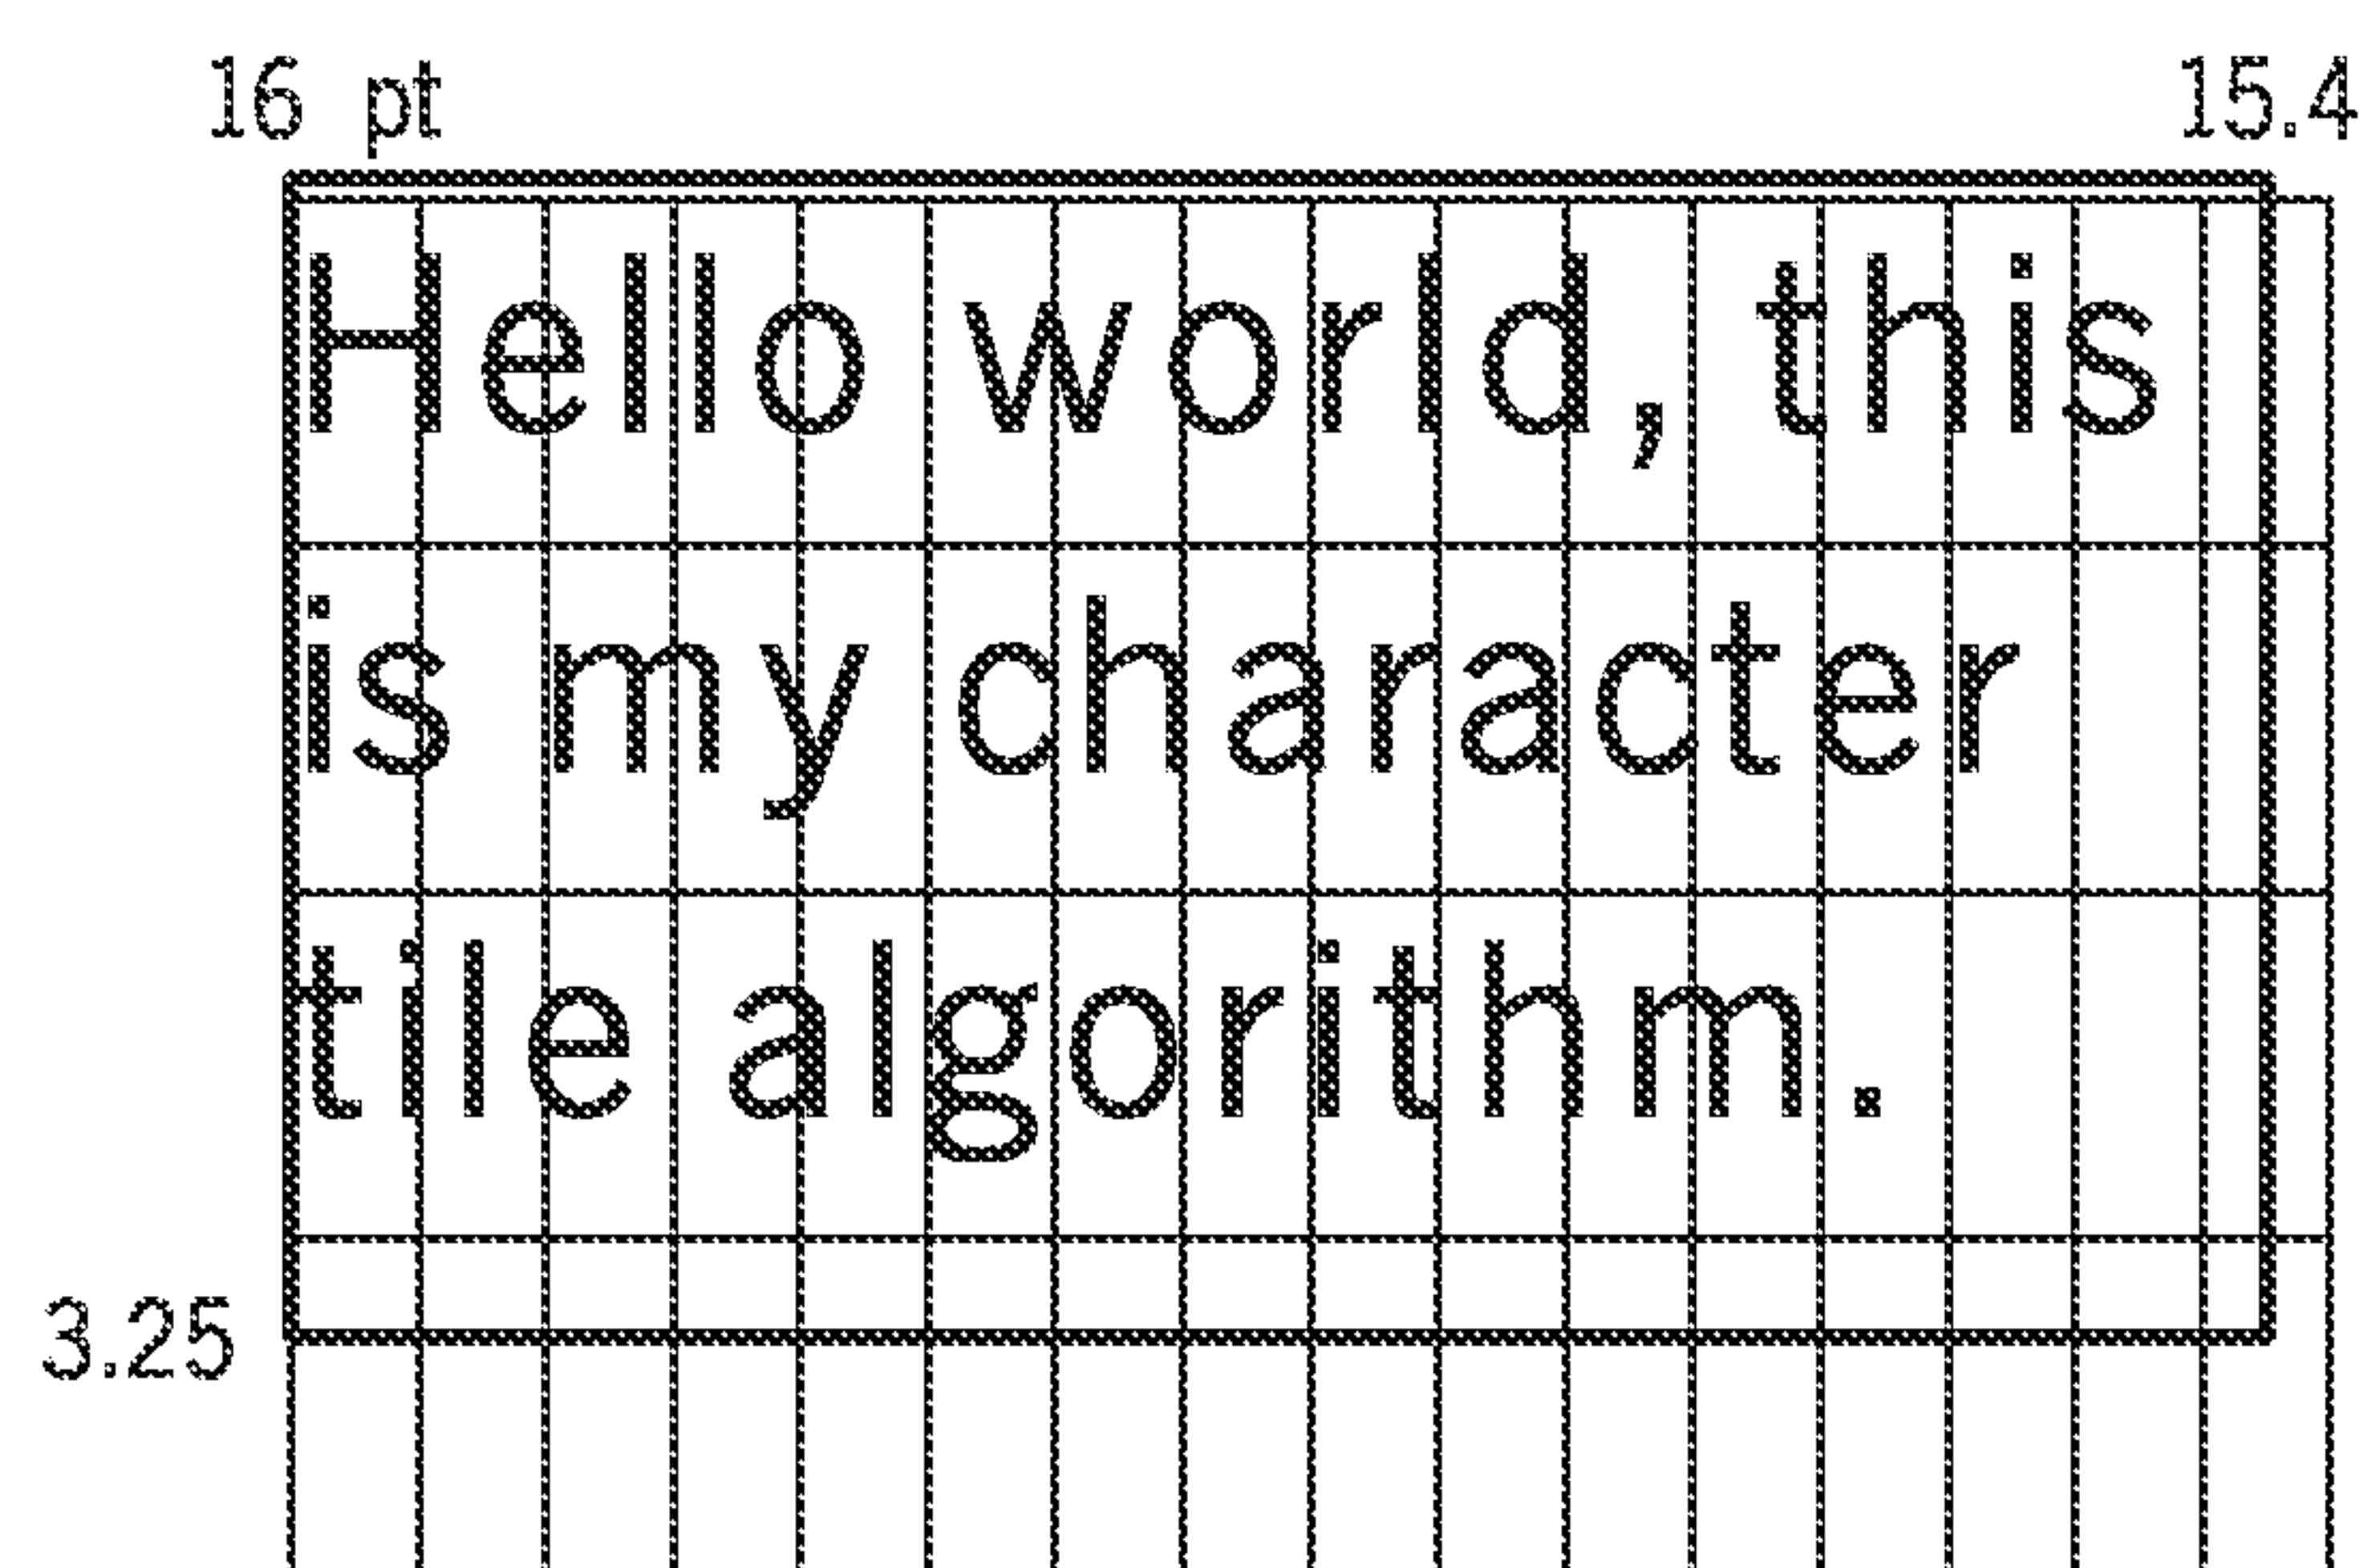 16 pt 15.4
Hello world, this
is my character
tile algorithm.
3.25